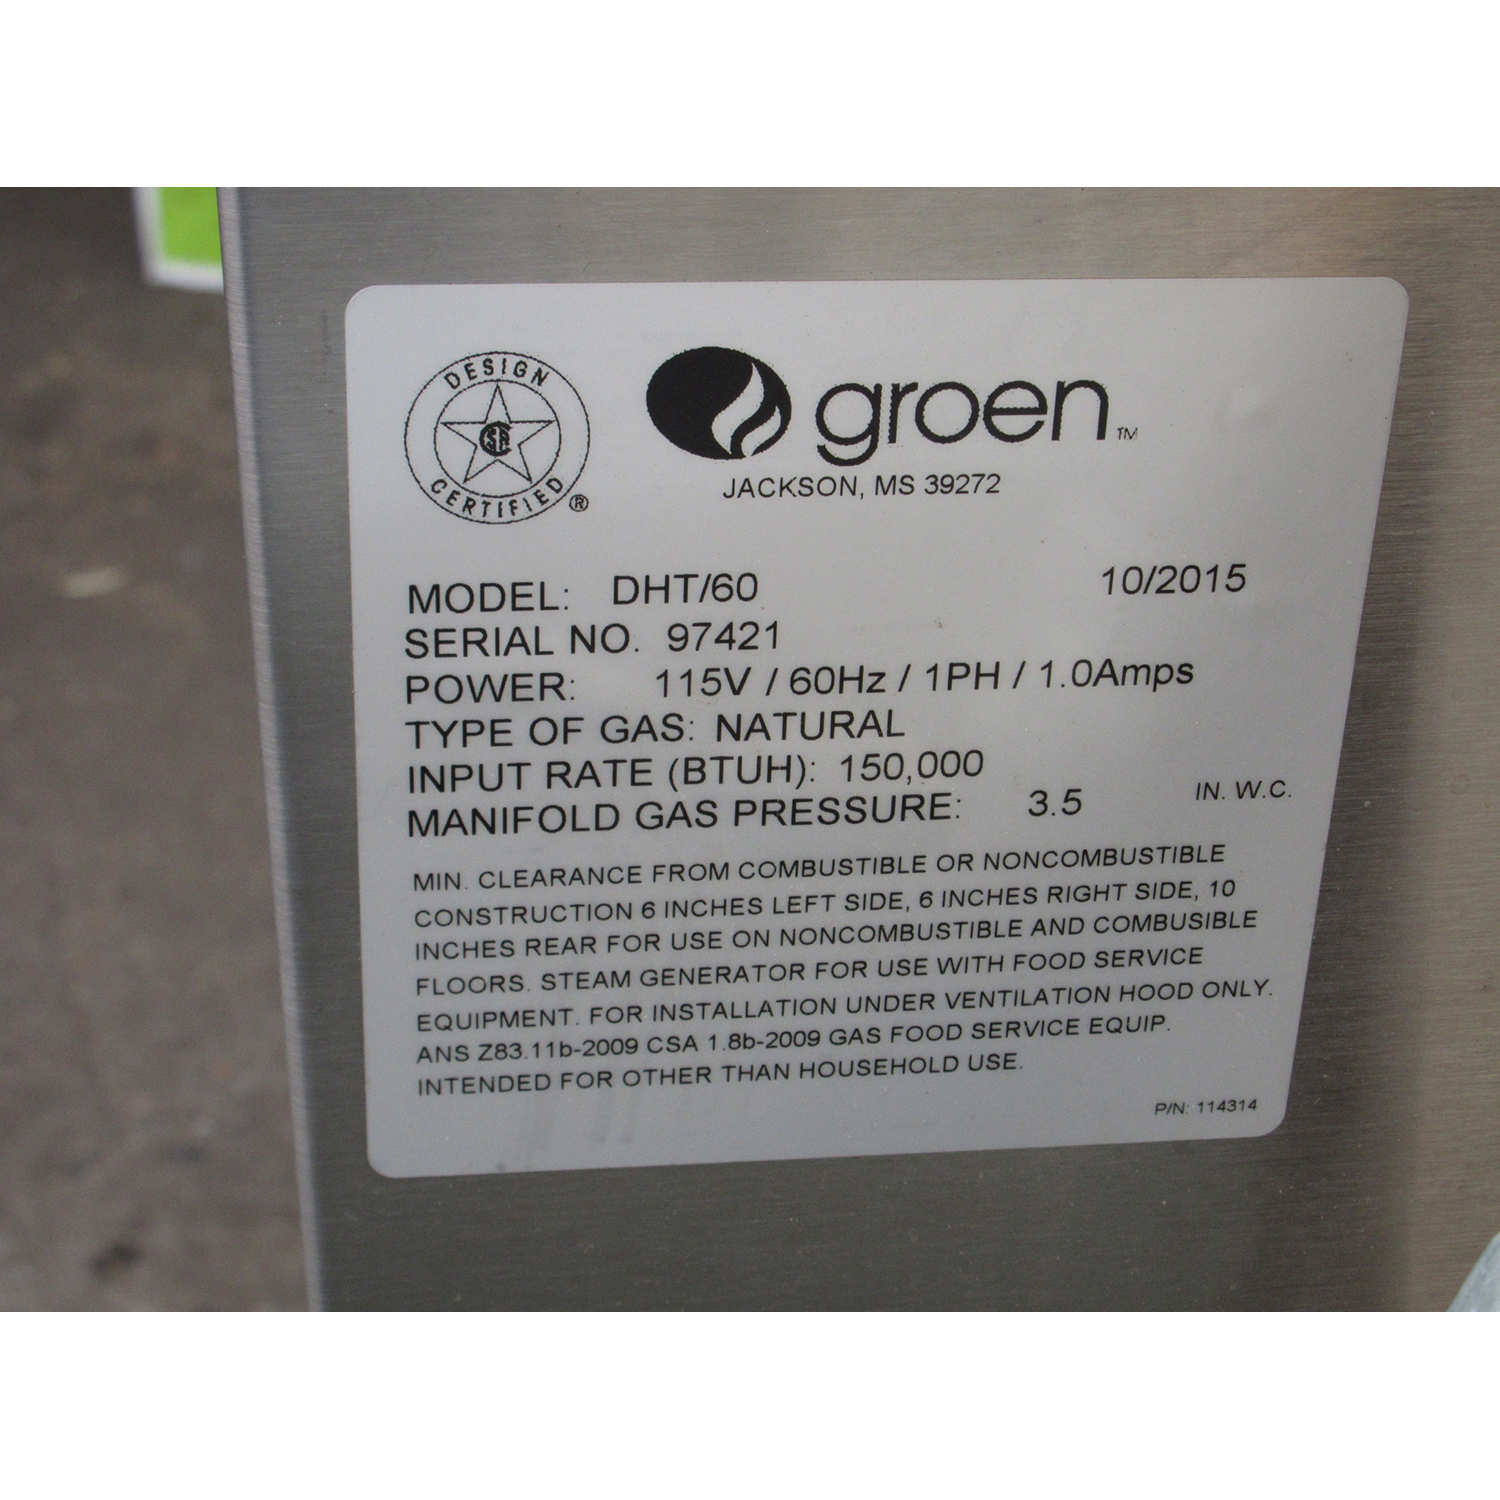 DESIGN
CERTIFIED ®
groen™
JACKSON, MS 39272
MODEL: DHT/60 10/2015
SERIAL NO. 97421
POWER: 115V / 60Hz / 1PH / 1.0Amps
TYPE OF GAS: NATURAL
INPUT RATE (BTUH): 150,000
MANIFOLD GAS PRESSURE: 3.5 IN. W.C.
MIN. CLEARANCE FROM COMBUSTIBLE OR NONCOMBUSTIBLE
CONSTRUCTION 6 INCHES LEFT SIDE, 6 INCHES RIGHT SIDE, 10
INCHES REAR FOR USE ON NONCOMBUSTIBLE AND COMBUSIBLE
FLOORS. STEAM GENERATOR FOR USE WITH FOOD SERVICE
EQUIPMENT. FOR INSTALLATION UNDER VENTILATION HOOD ONLY.
ANS Z83.11b-2009 CSA 1.8b-2009 GAS FOOD SERVICE EQUIP.
INTENDED FOR OTHER THAN HOUSEHOLD USE.
P/N: 114314